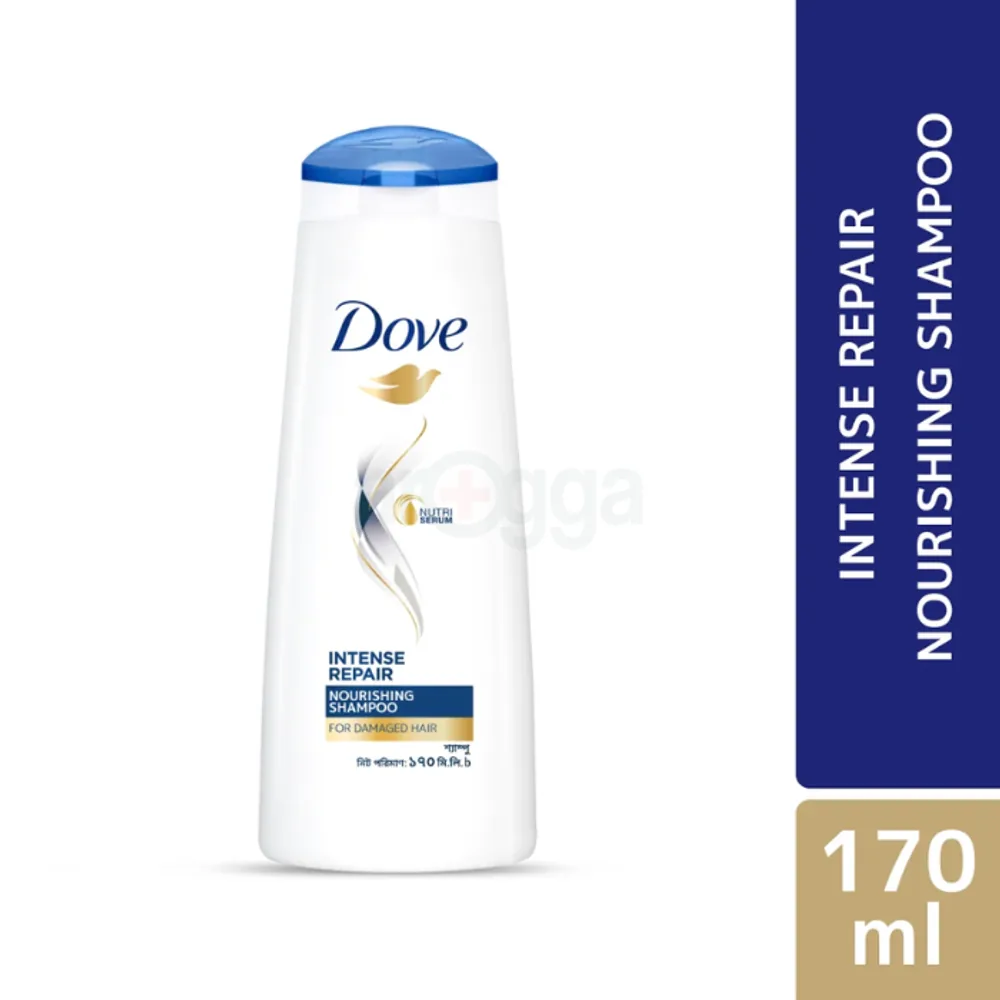 Dove
NUTRI
SERUM
INTENSE
REPAIR
NOURISHING
SHAMPOO
FOR DAMAGED HAIR
শ্যাম্পু
নিট পরিমাণ: ১৭০ মি.লি.
INTENSE REPAIR
NOURISHING SHAMPOO
170
ml